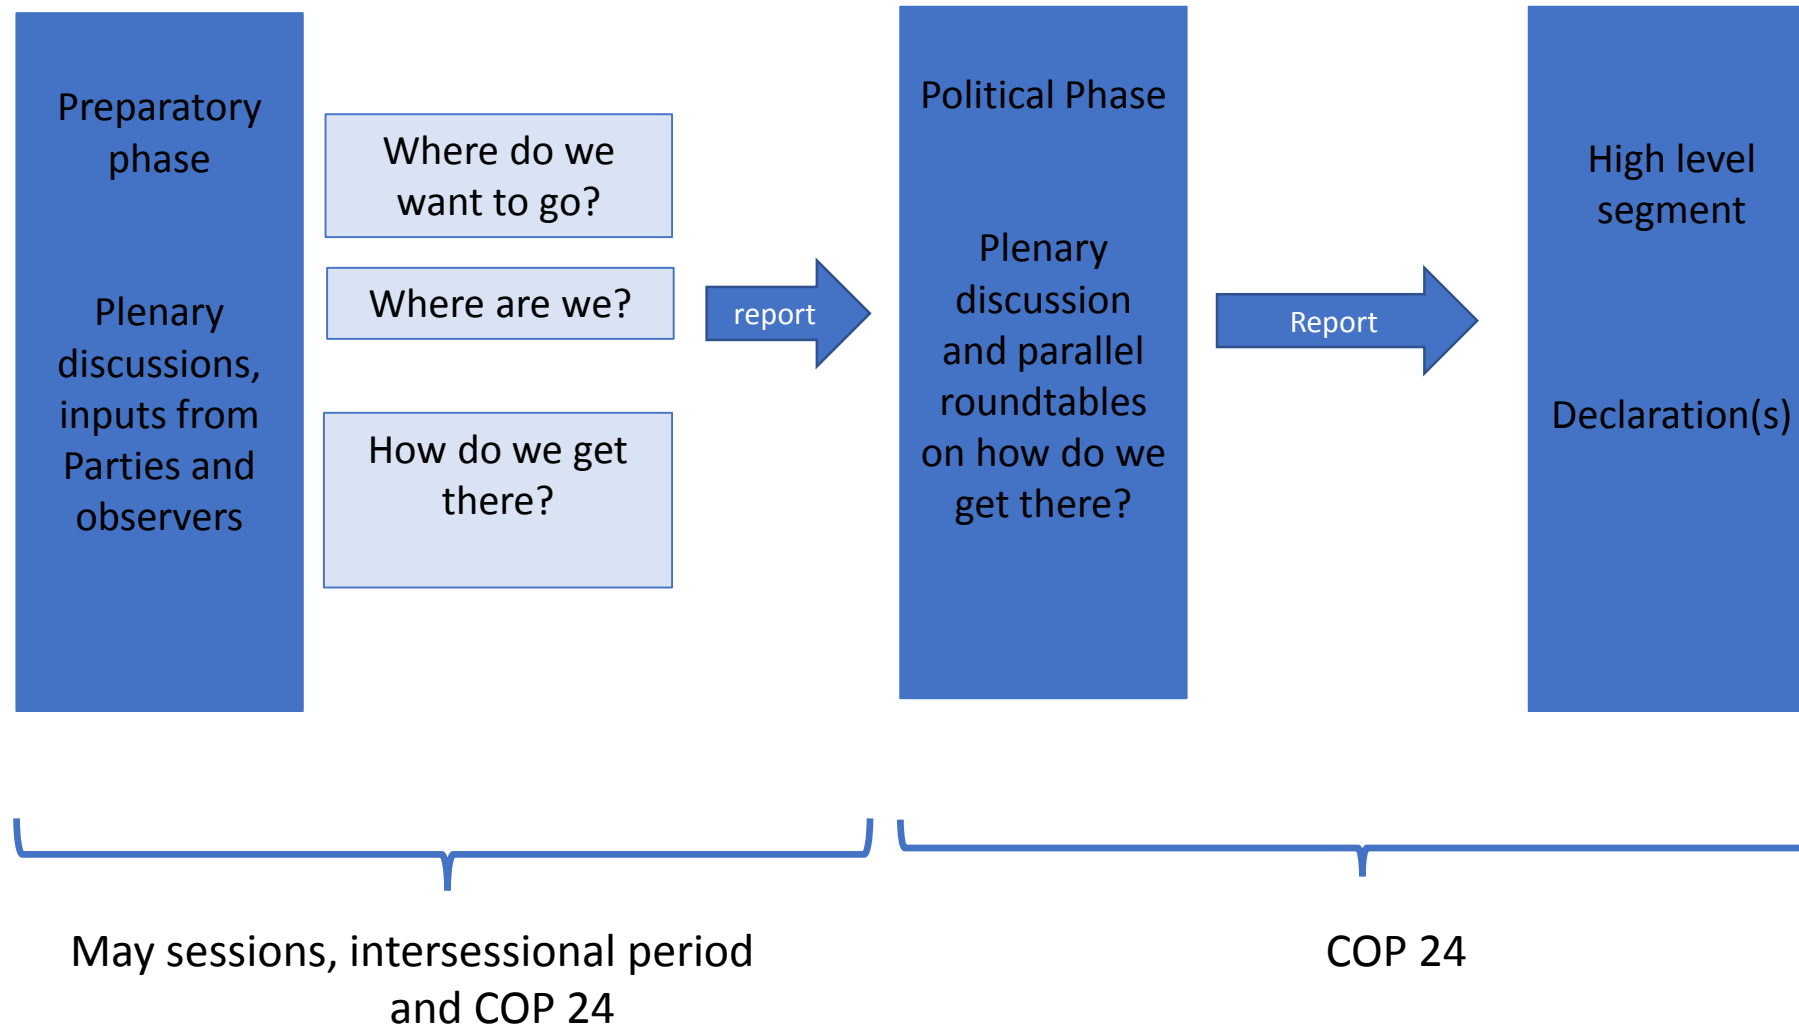 Preparatory
phase
Plenary
discussions,
inputs from
Parties and
observers
Where do we
want to go?
Where are we?
How do we get
there?
report
Political Phase
Plenary
discussion
and parallel
roundtables
on how do we
get there?
Report
High level
segment
Declaration(s)
May sessions, intersessional period
and COP 24
COP 24